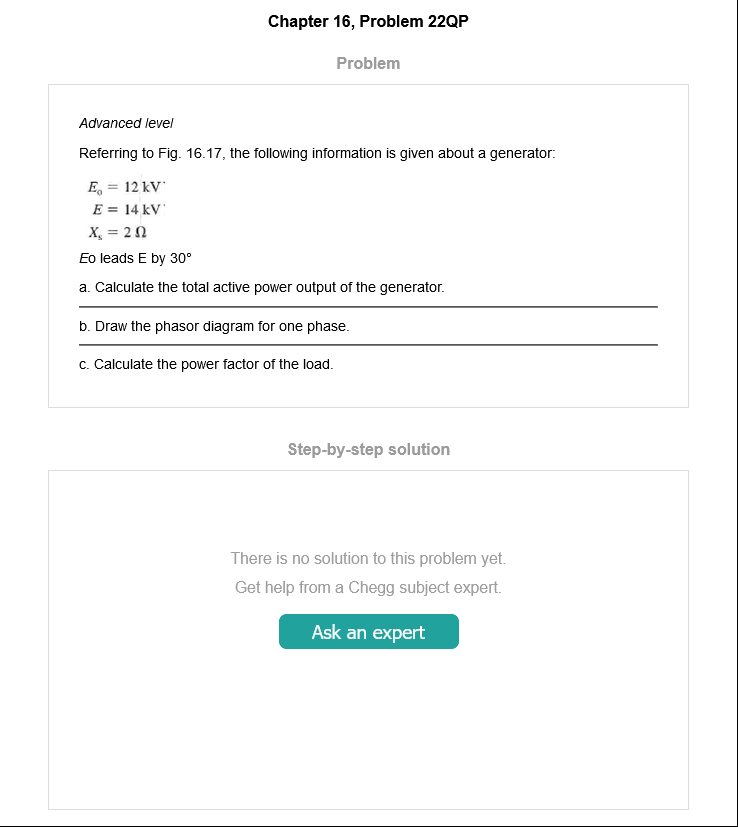 Chapter 16, Problem 22QP
Problem
Advanced level
Referring to Fig. 16.17, the following information is given about a generator:
E₀ = 12 kV
E = 14 kV
Xₛ = 2 Ω
Eo leads E by 30°
a. Calculate the total active power output of the generator.
b. Draw the phasor diagram for one phase.
c. Calculate the power factor of the load.
Step-by-step solution
There is no solution to this problem yet.
Get help from a Chegg subject expert.
Ask an expert